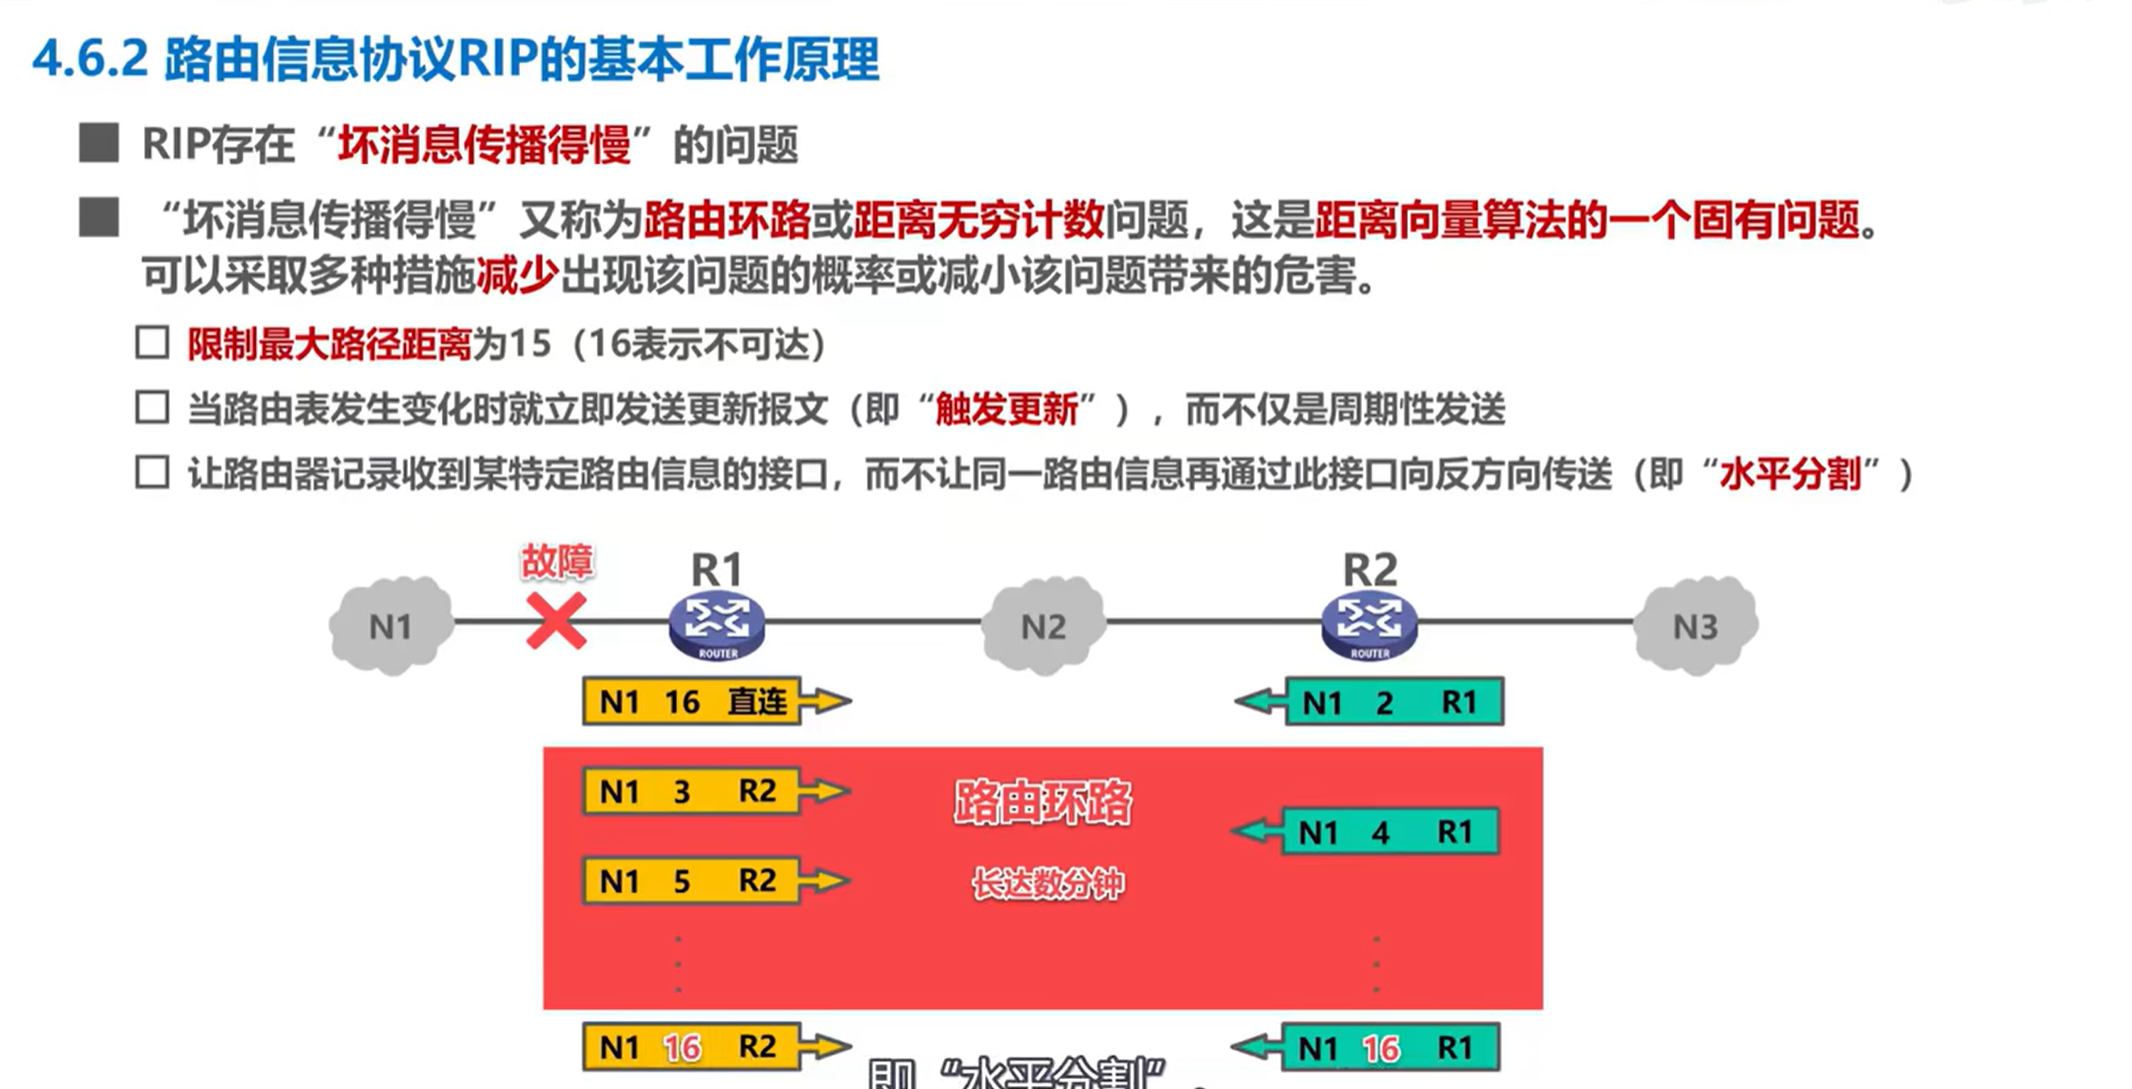 4.6.2 路由信息协议RIP的基本工作原理
RIP存在“坏消息传播得慢”的问题
“坏消息传播得慢”又称为路由环路或距离无穷计数问题，这是距离向量算法的一个固有问题。
可以采取多种措施减少出现该问题的概率或减小该问题带来的危害。
限制最大路径距离为15（16表示不可达）
当路由表发生变化时就立即发送更新报文（即“触发更新”），而不仅是周期性发送
让路由器记录收到某特定路由信息的接口，而不让同一路由信息再通过此接口向反方向传送（即“水平分割”）
故障 R1 R2
N1 N2 N3
ROUTER ROUTER
N1 16 直连 N1 2 R1
N1 3 R2 路由环路
N1 4 R1
N1 5 R2 长达数分钟
N1 16 R2 N1 16 R1
即“水平分割”。